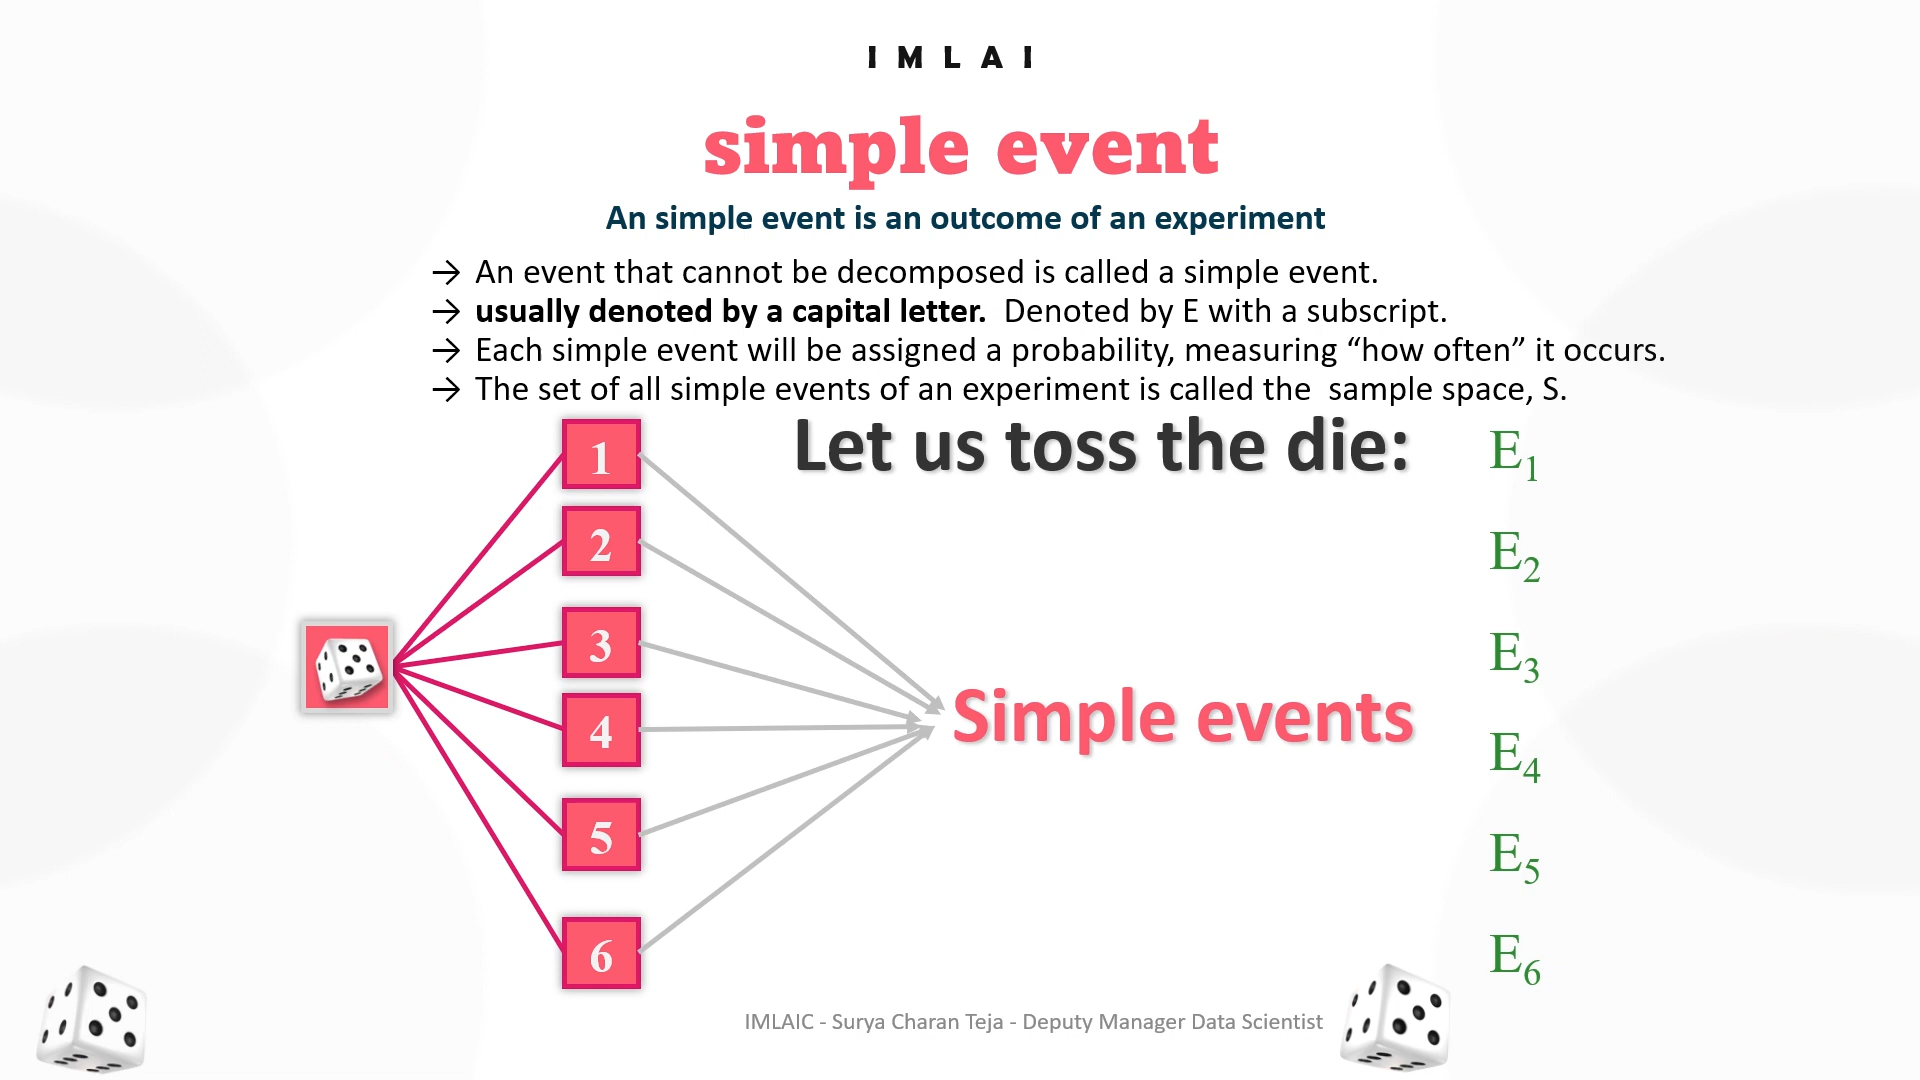 I M L A I
simple event
An simple event is an outcome of an experiment
→ An event that cannot be decomposed is called a simple event.
→ usually denoted by a capital letter.  Denoted by E with a subscript.
→ Each simple event will be assigned a probability, measuring “how often” it occurs.
→ The set of all simple events of an experiment is called the  sample space, S.
Let us toss the die:
1
2
3
4
5
6
Simple events
E1
E2
E3
E4
E5
E6
IMLAIC - Surya Charan Teja - Deputy Manager Data Scientist